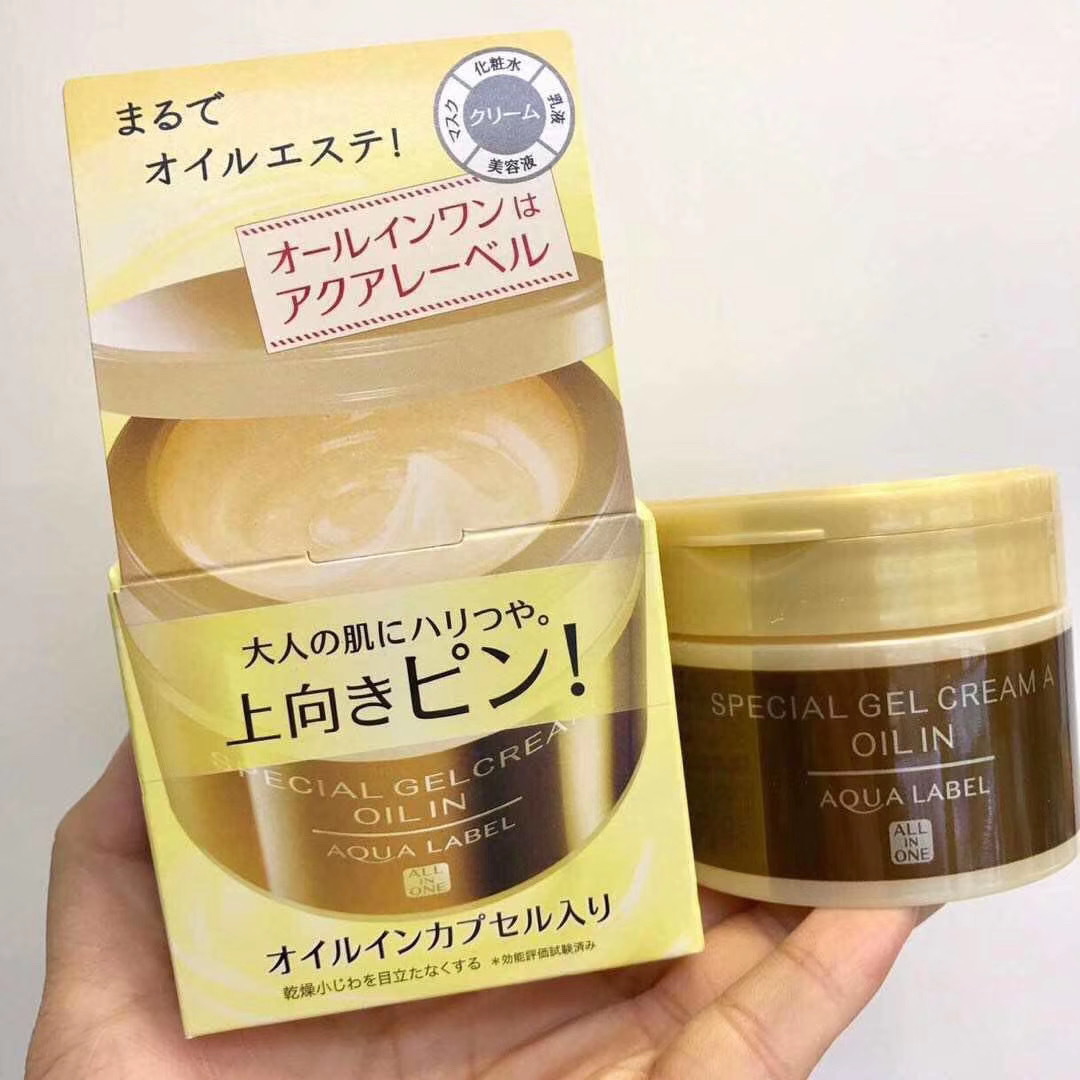 まるで
オイルエステ!
化粧水
乳液
美容液
マスク
クリーム
オールインワンは
アクアレーベル
大人の肌にハリつや。
上向きピン!
SPECIAL GEL CREAM
OIL IN
AQUA LABEL
ALL
IN
ONE
オイルインカプセル入り
乾燥小じわを目立たなくする *効能評価試験済み
SPECIAL GEL CREAM A
OIL IN
AQUA LABEL
ALL
IN
ONE